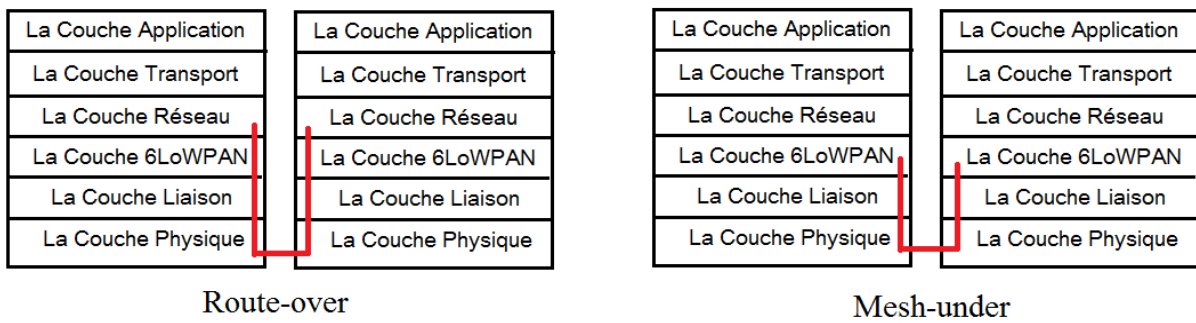 La Couche Application
La Couche Transport
La Couche Réseau
La Couche 6LoWPAN
La Couche Liaison
La Couche Physique
La Couche Application
La Couche Transport
La Couche Réseau
La Couche 6LoWPAN
La Couche Liaison
La Couche Physique
Route-over
La Couche Application
La Couche Transport
La Couche Réseau
La Couche 6LoWPAN
La Couche Liaison
La Couche Physique
La Couche Application
La Couche Transport
La Couche Réseau
La Couche 6LoWPAN
La Couche Liaison
La Couche Physique
Mesh-under